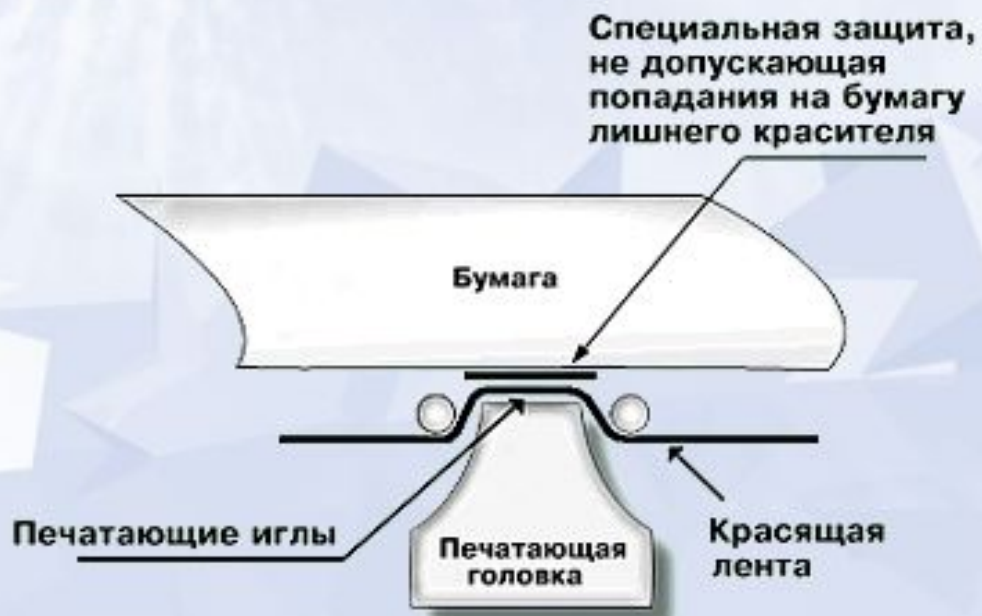 Специальная защита,
не допускающая
попадания на бумагу
лишнего красителя
Бумага
Печатающие иглы
Печатающая
головка
Красящая
лента